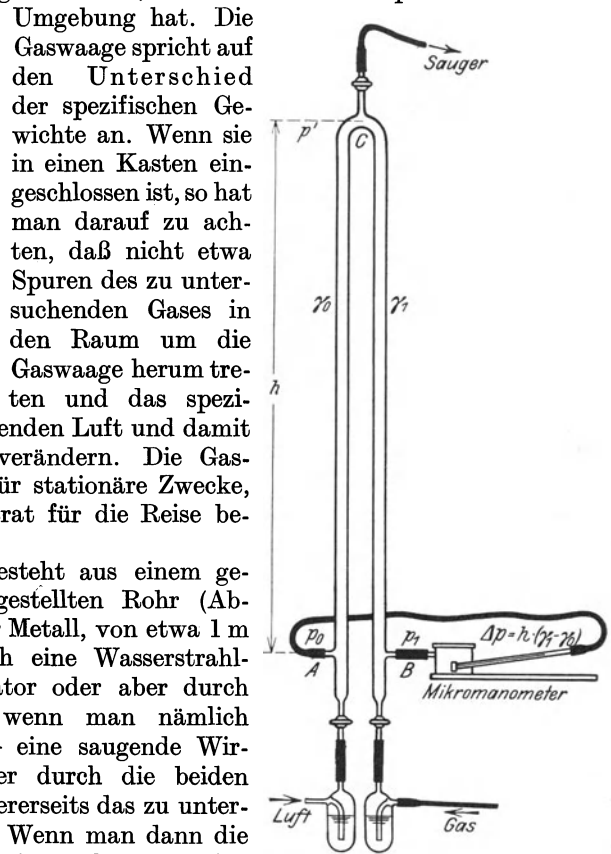 Umgebung hat. Die
Gaswaage spricht auf
den Unterschied
der spezifischen Ge-
wichte an. Wenn sie
in einen Kasten ein-
geschlossen ist, so hat
man darauf zu ach-
ten, daß nicht etwa
Spuren des zu unter-
suchenden Gases in
den Raum um die
Gaswaage herum tre-
ten und das spezi-
enden Luft und damit
verändern. Die Gas-
ür stationäre Zwecke,
rat für die Reise be-
esteht aus einem ge-
gestellten Rohr (Ab-
Metall, von etwa 1 m
h eine Wasserstrahl-
ator oder aber durch
wenn man nämlich
eine saugende Wir-
er durch die beiden
ererseits das zu unter-
Wenn man dann die
Sauger
p'
C
γ₀
γ₁
h
p₀
p₁
Δp=h·(γ₁-γ₀)
A
B
Mikromanometer
Luft
Gas